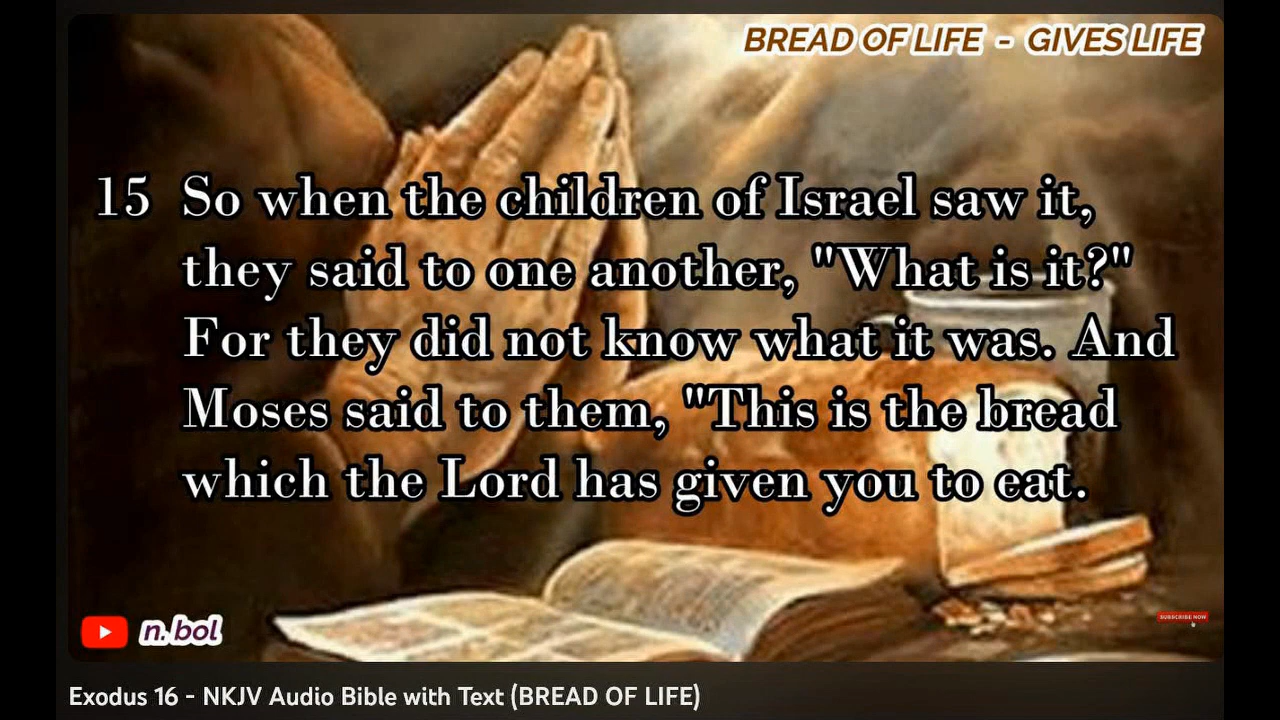 BREAD OF LIFE - GIVES LIFE
15 So when the children of Israel saw it,
they said to one another, "What is it?"
For they did not know what it was. And
Moses said to them, "This is the bread
which the Lord has given you to eat.
n.bol
SUBSCRIBE NOW
Exodus 16 - NKJV Audio Bible with Text (BREAD OF LIFE)